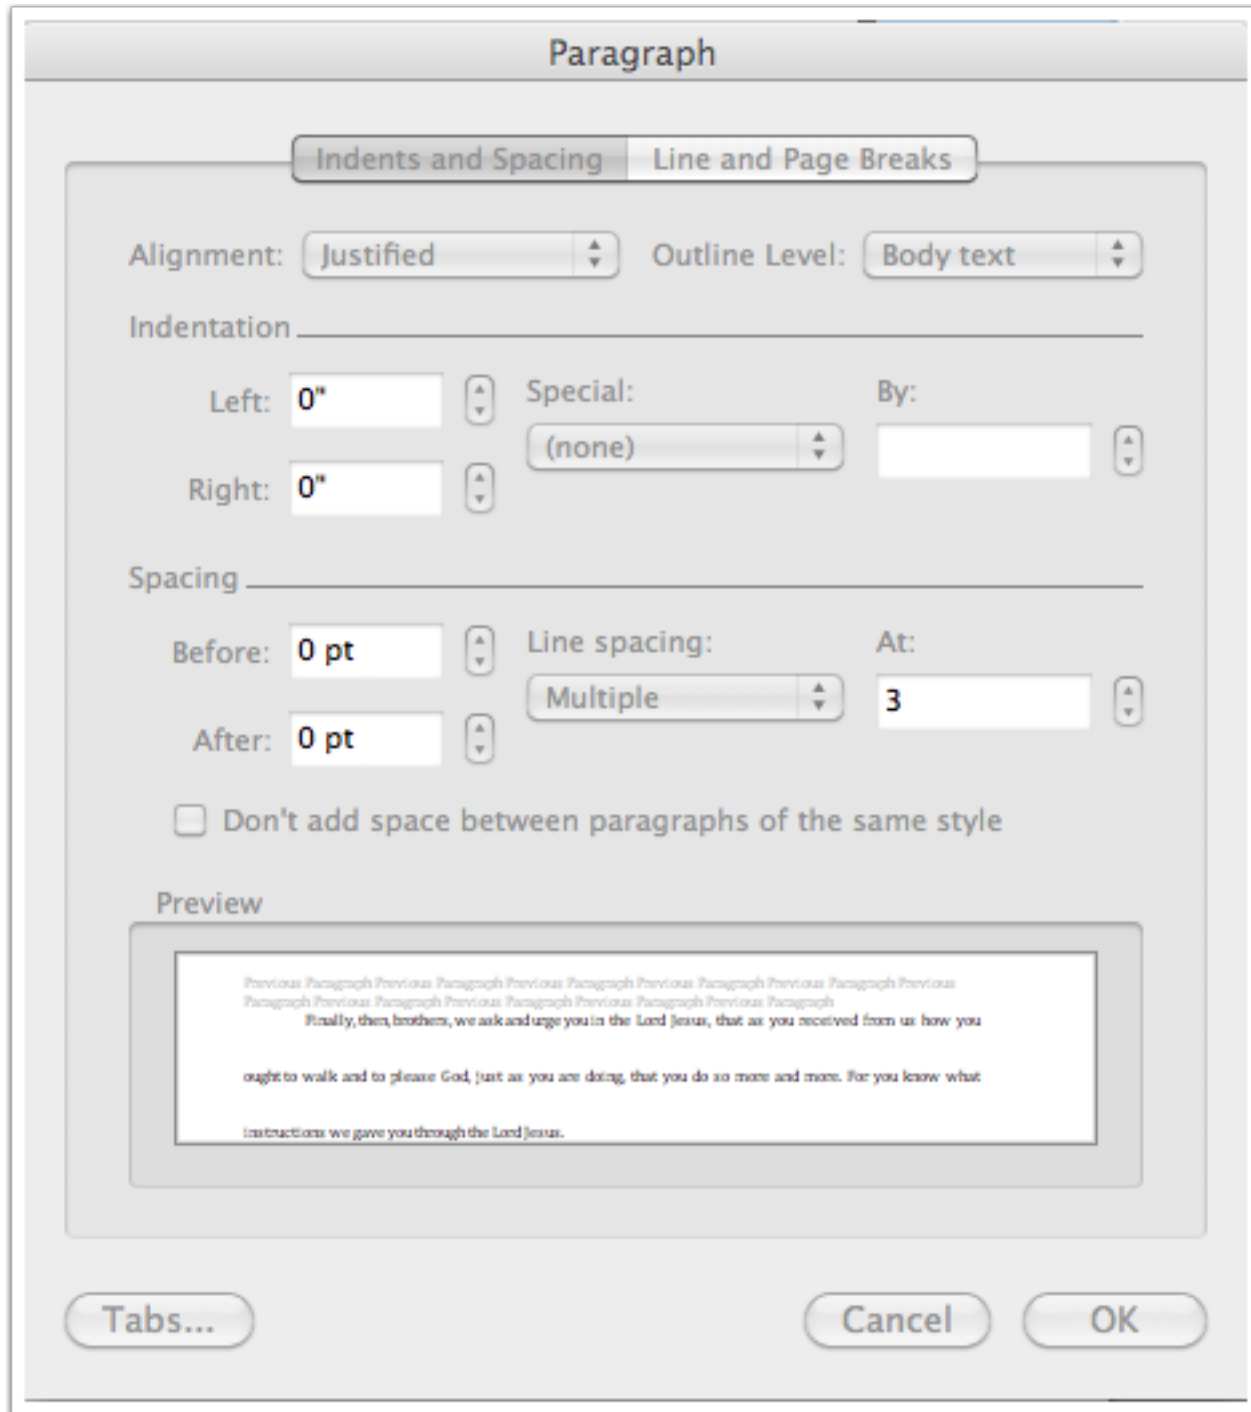 Paragraph
Indents and Spacing Line and Page Breaks
Alignment: Justified Outline Level: Body text
Indentation
Left: 0" Special: By:
(none)
Right: 0"
Spacing
Before: 0 pt Line spacing: At:
Multiple 3
After: 0 pt
Don't add space between paragraphs of the same style
Preview
Previous Paragraph Previous Paragraph Previous Paragraph Previous Paragraph Previous Paragraph Previous
Paragraph Previous Paragraph Previous Paragraph Previous Paragraph Previous Paragraph
Finally, then, brothers, we ask and urge you in the Lord Jesus, that as you received from us how you
ought to walk and to please God, just as you are doing, that you do so more and more. For you know what
instructions we gave you through the Lord Jesus.
Tabs... Cancel OK